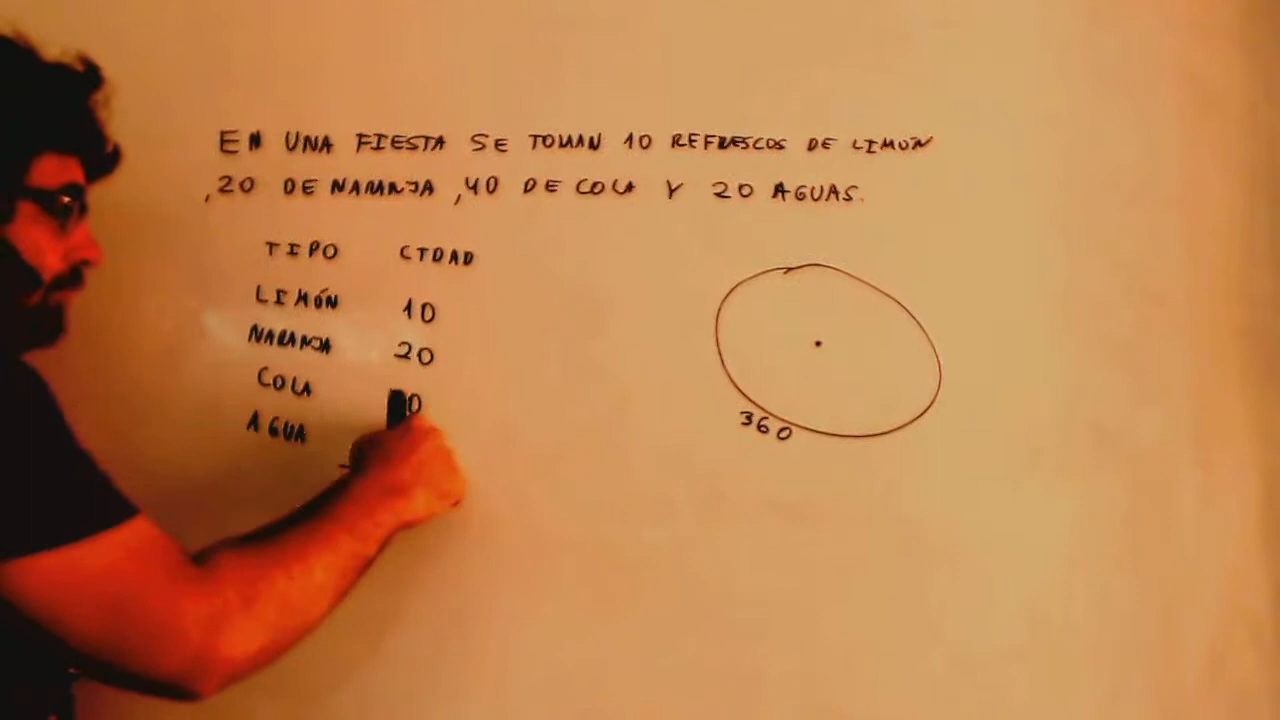 EN UNA FIESTA SE TOMAN 10 REFRESCOS DE LIMÓN
,20 DE NARANJA ,40 DE COLA Y 20 AGUAS.
TIPO CTDAD
LIMÓN 10
NARANJA 20
COLA 0
AGUA
360